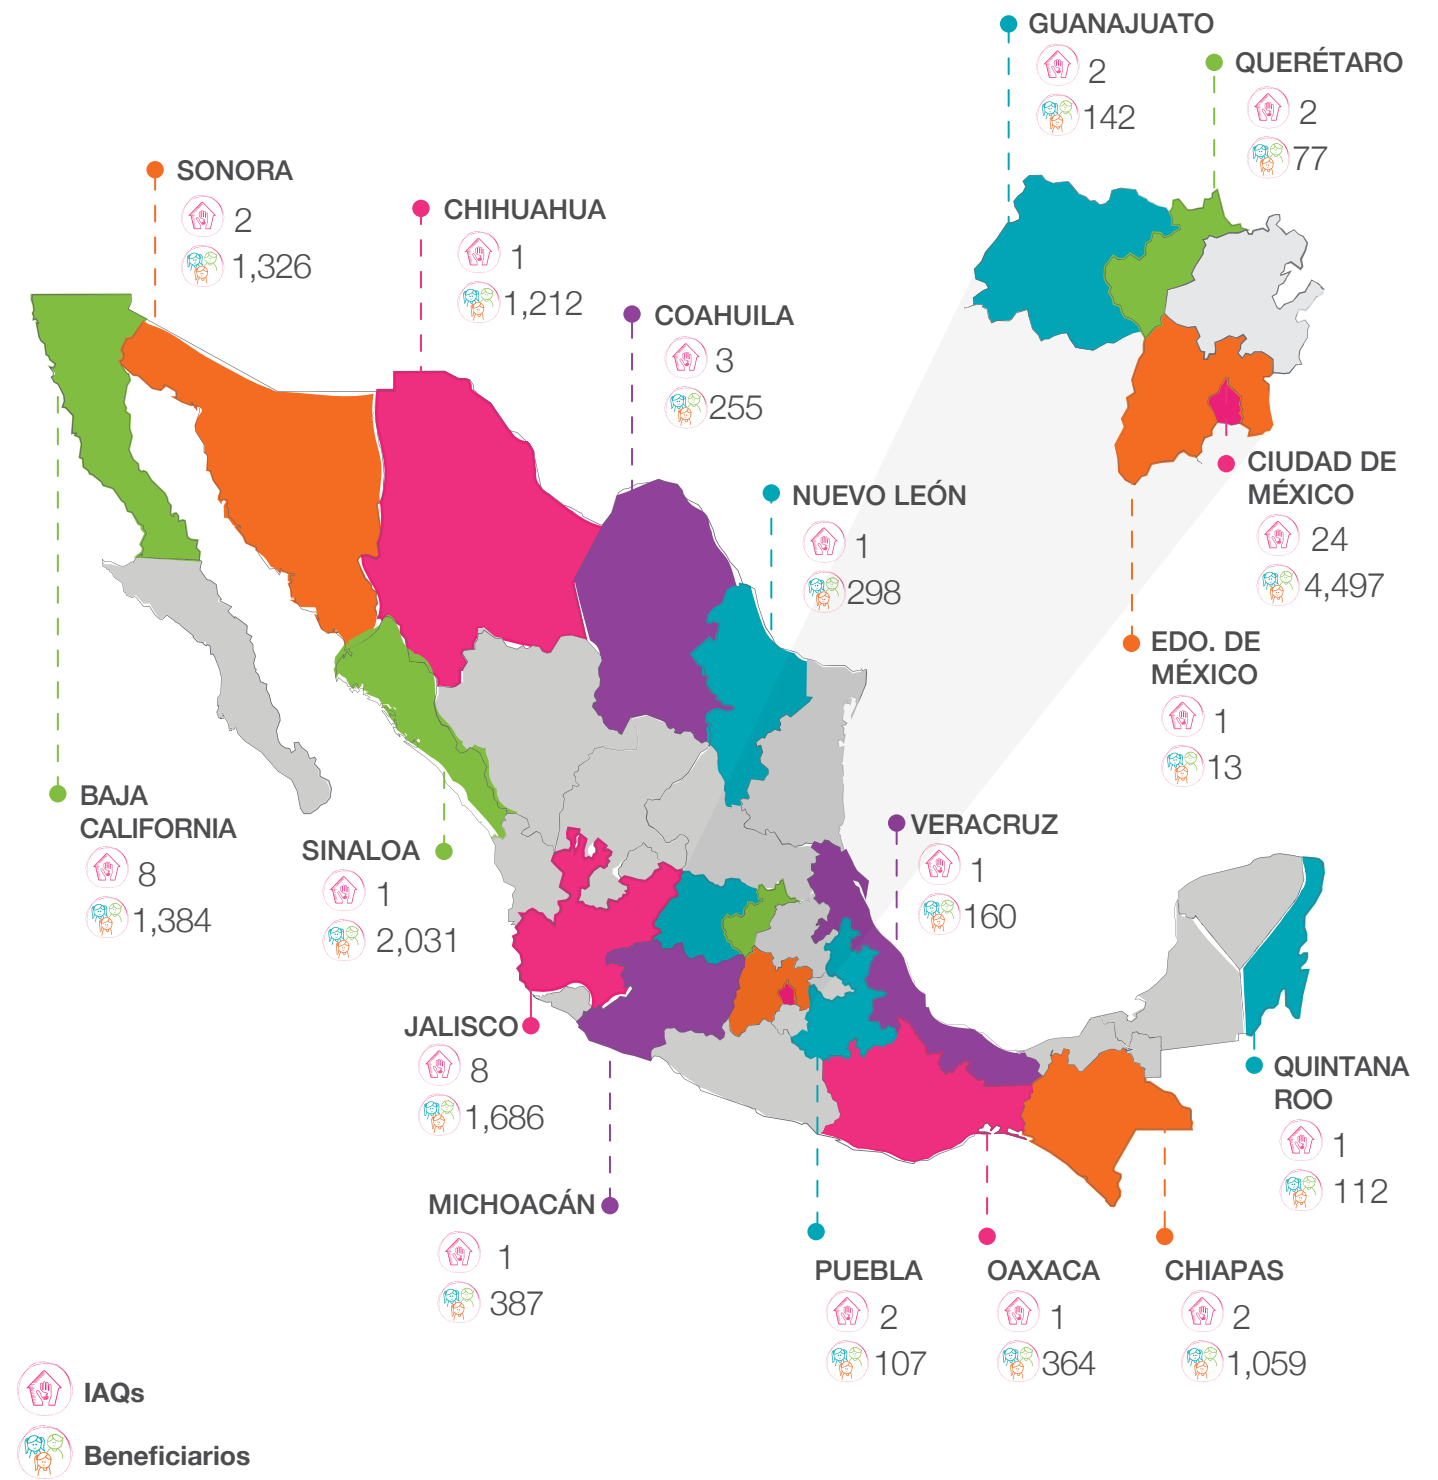 GUANAJUATO
2
142
QUERÉTARO
2
77
SONORA
2
1,326
CHIHUAHUA
1
1,212
COAHUILA
3
255
NUEVO LEÓN
1
298
CIUDAD DE
MÉXICO
24
4,497
EDO. DE
MÉXICO
1
13
BAJA
CALIFORNIA
8
1,384
SINALOA
1
2,031
VERACRUZ
1
160
JALISCO
8
1,686
QUINTANA
ROO
1
112
MICHOACÁN
1
387
PUEBLA
2
107
OAXACA
1
364
CHIAPAS
2
1,059
IAQs
Beneficiarios